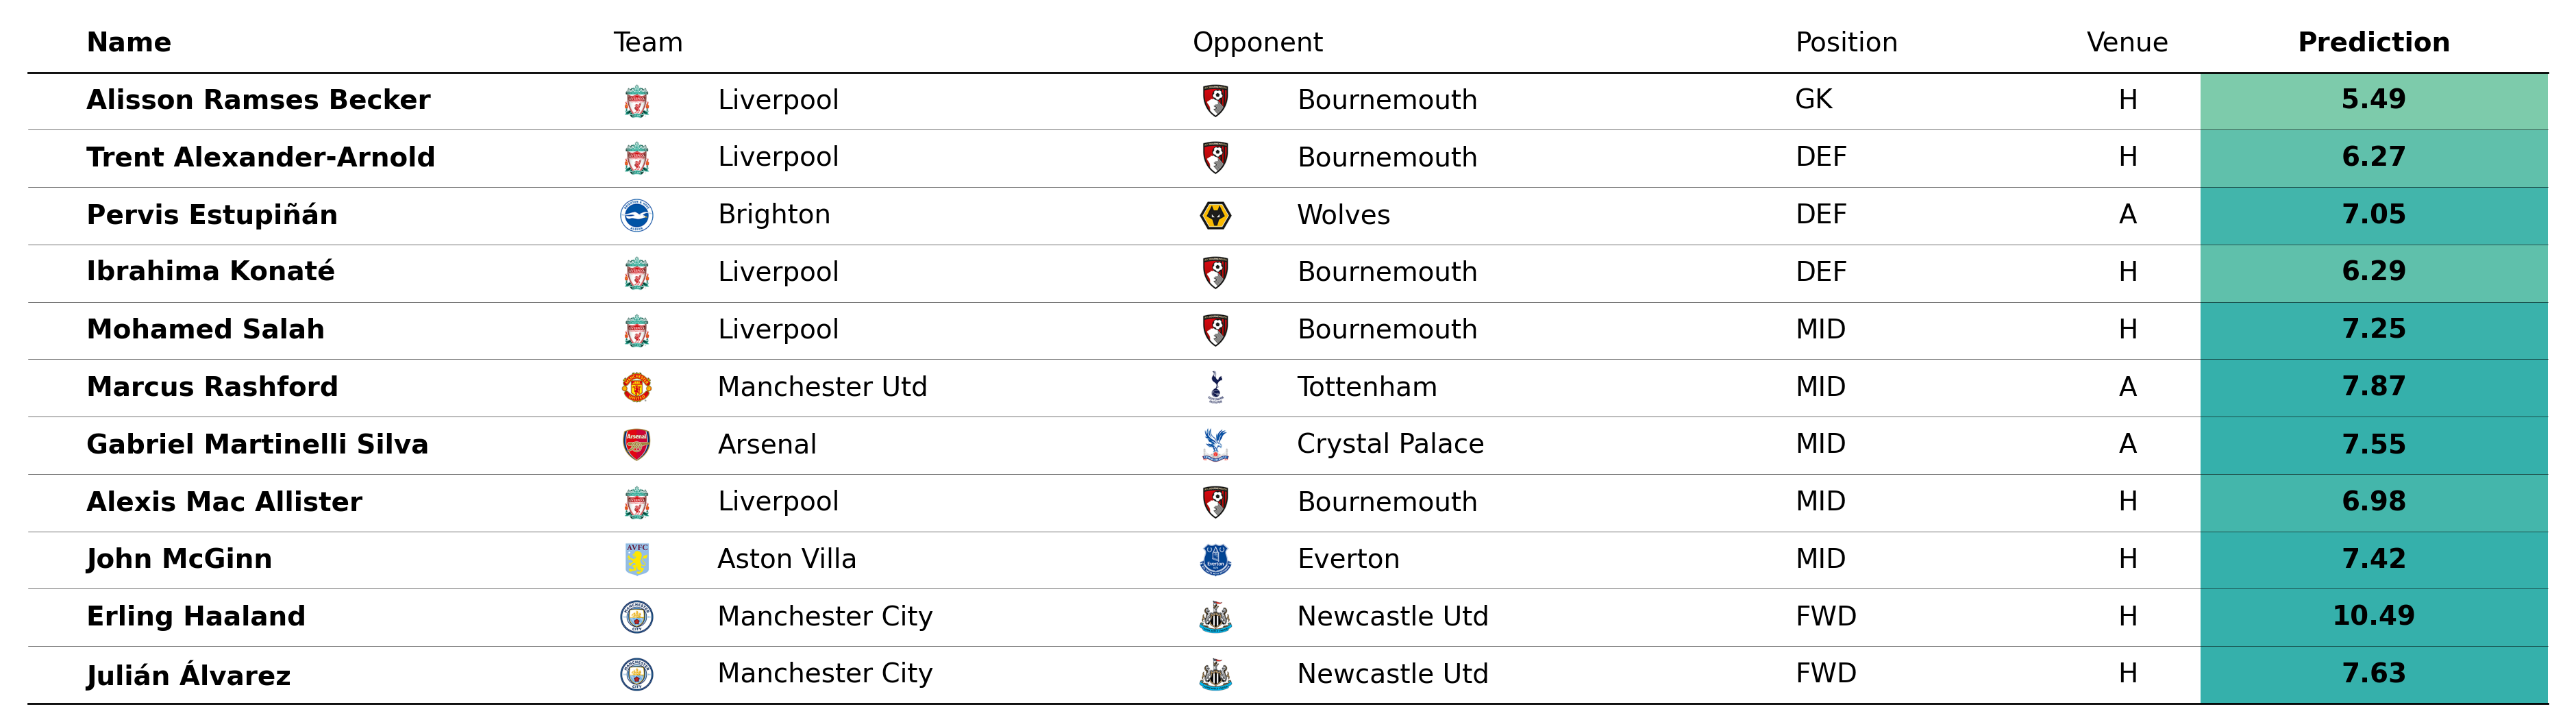 Name Team Opponent Position Venue Prediction
Alisson Ramses Becker Liverpool Bournemouth GK H 5.49
Trent Alexander-Arnold Liverpool Bournemouth DEF H 6.27
Pervis Estupiñán Brighton Wolves DEF A 7.05
Ibrahima Konaté Liverpool Bournemouth DEF H 6.29
Mohamed Salah Liverpool Bournemouth MID H 7.25
Marcus Rashford Manchester Utd Tottenham MID A 7.87
Gabriel Martinelli Silva Arsenal Crystal Palace MID A 7.55
Alexis Mac Allister Liverpool Bournemouth MID H 6.98
John McGinn Aston Villa Everton MID H 7.42
Erling Haaland Manchester City Newcastle Utd FWD H 10.49
Julián Álvarez Manchester City Newcastle Utd FWD H 7.63